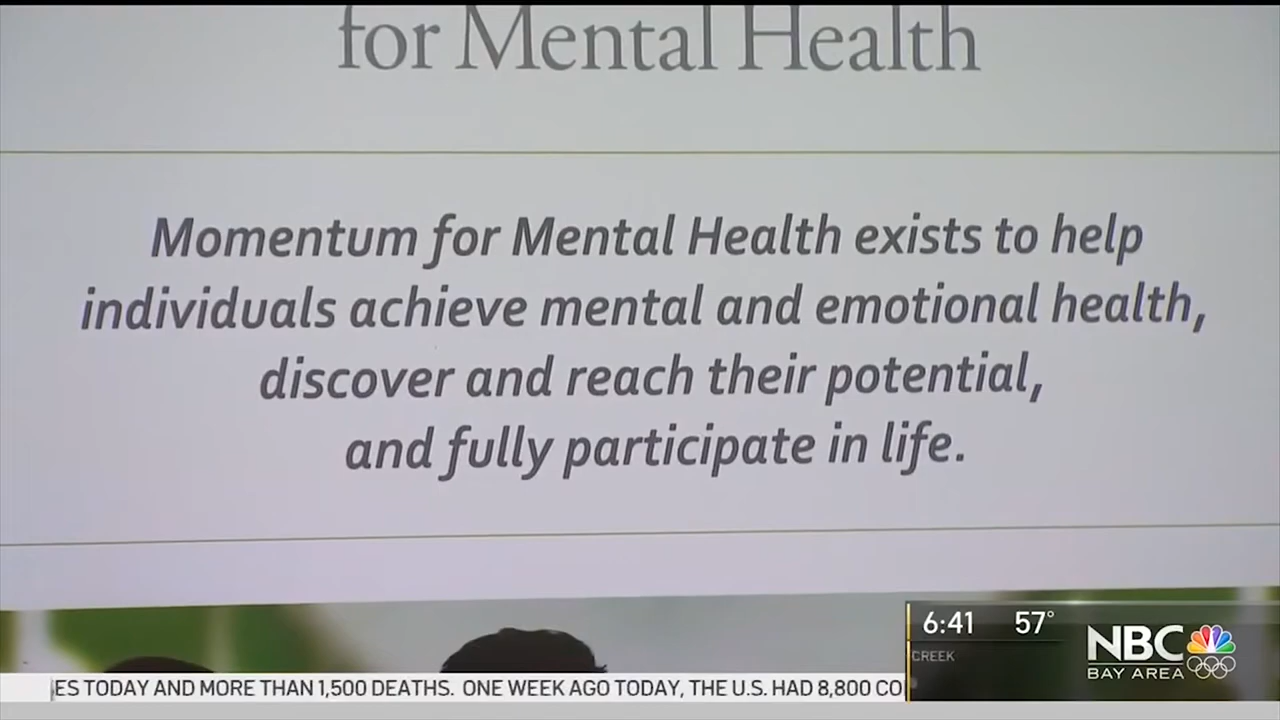 for Mental Health
Momentum for Mental Health exists to help
individuals achieve mental and emotional health,
discover and reach their potential,
and fully participate in life.
6:41 57°
CREEK
NBC
BAY AREA
ES TODAY AND MORE THAN 1,500 DEATHS. ONE WEEK AGO TODAY, THE U.S. HAD 8,800 CO